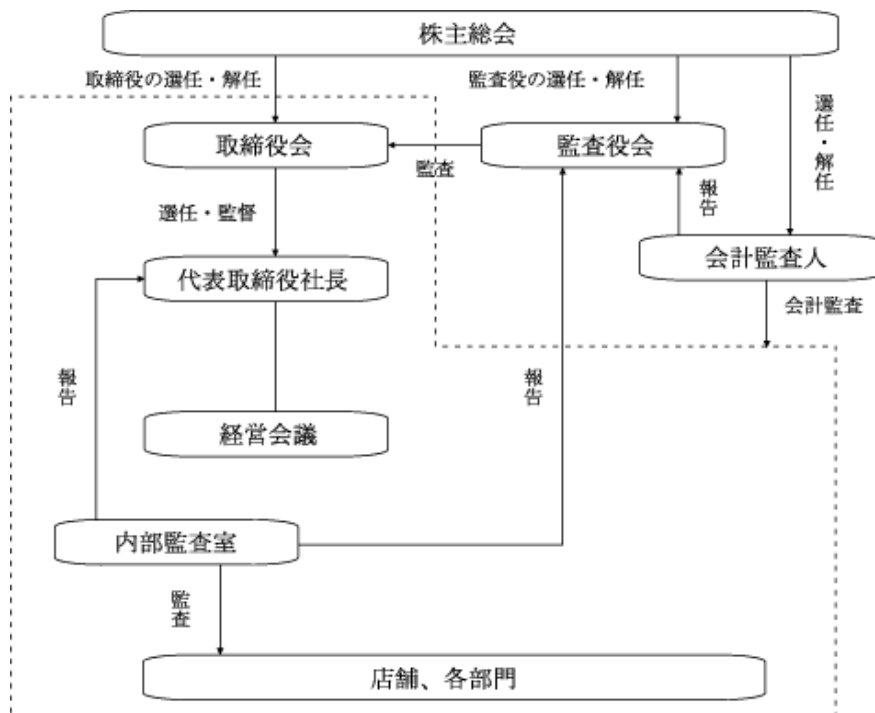 株主総会
取締役の選任・解任
監査役の選任・解任
選任・解任
取締役会
監査
監査役会
報告
選任・監督
会計監査人
代表取締役社長
会計監査
報告
報告
経営会議
内部監査室
監査
店舗、各部門